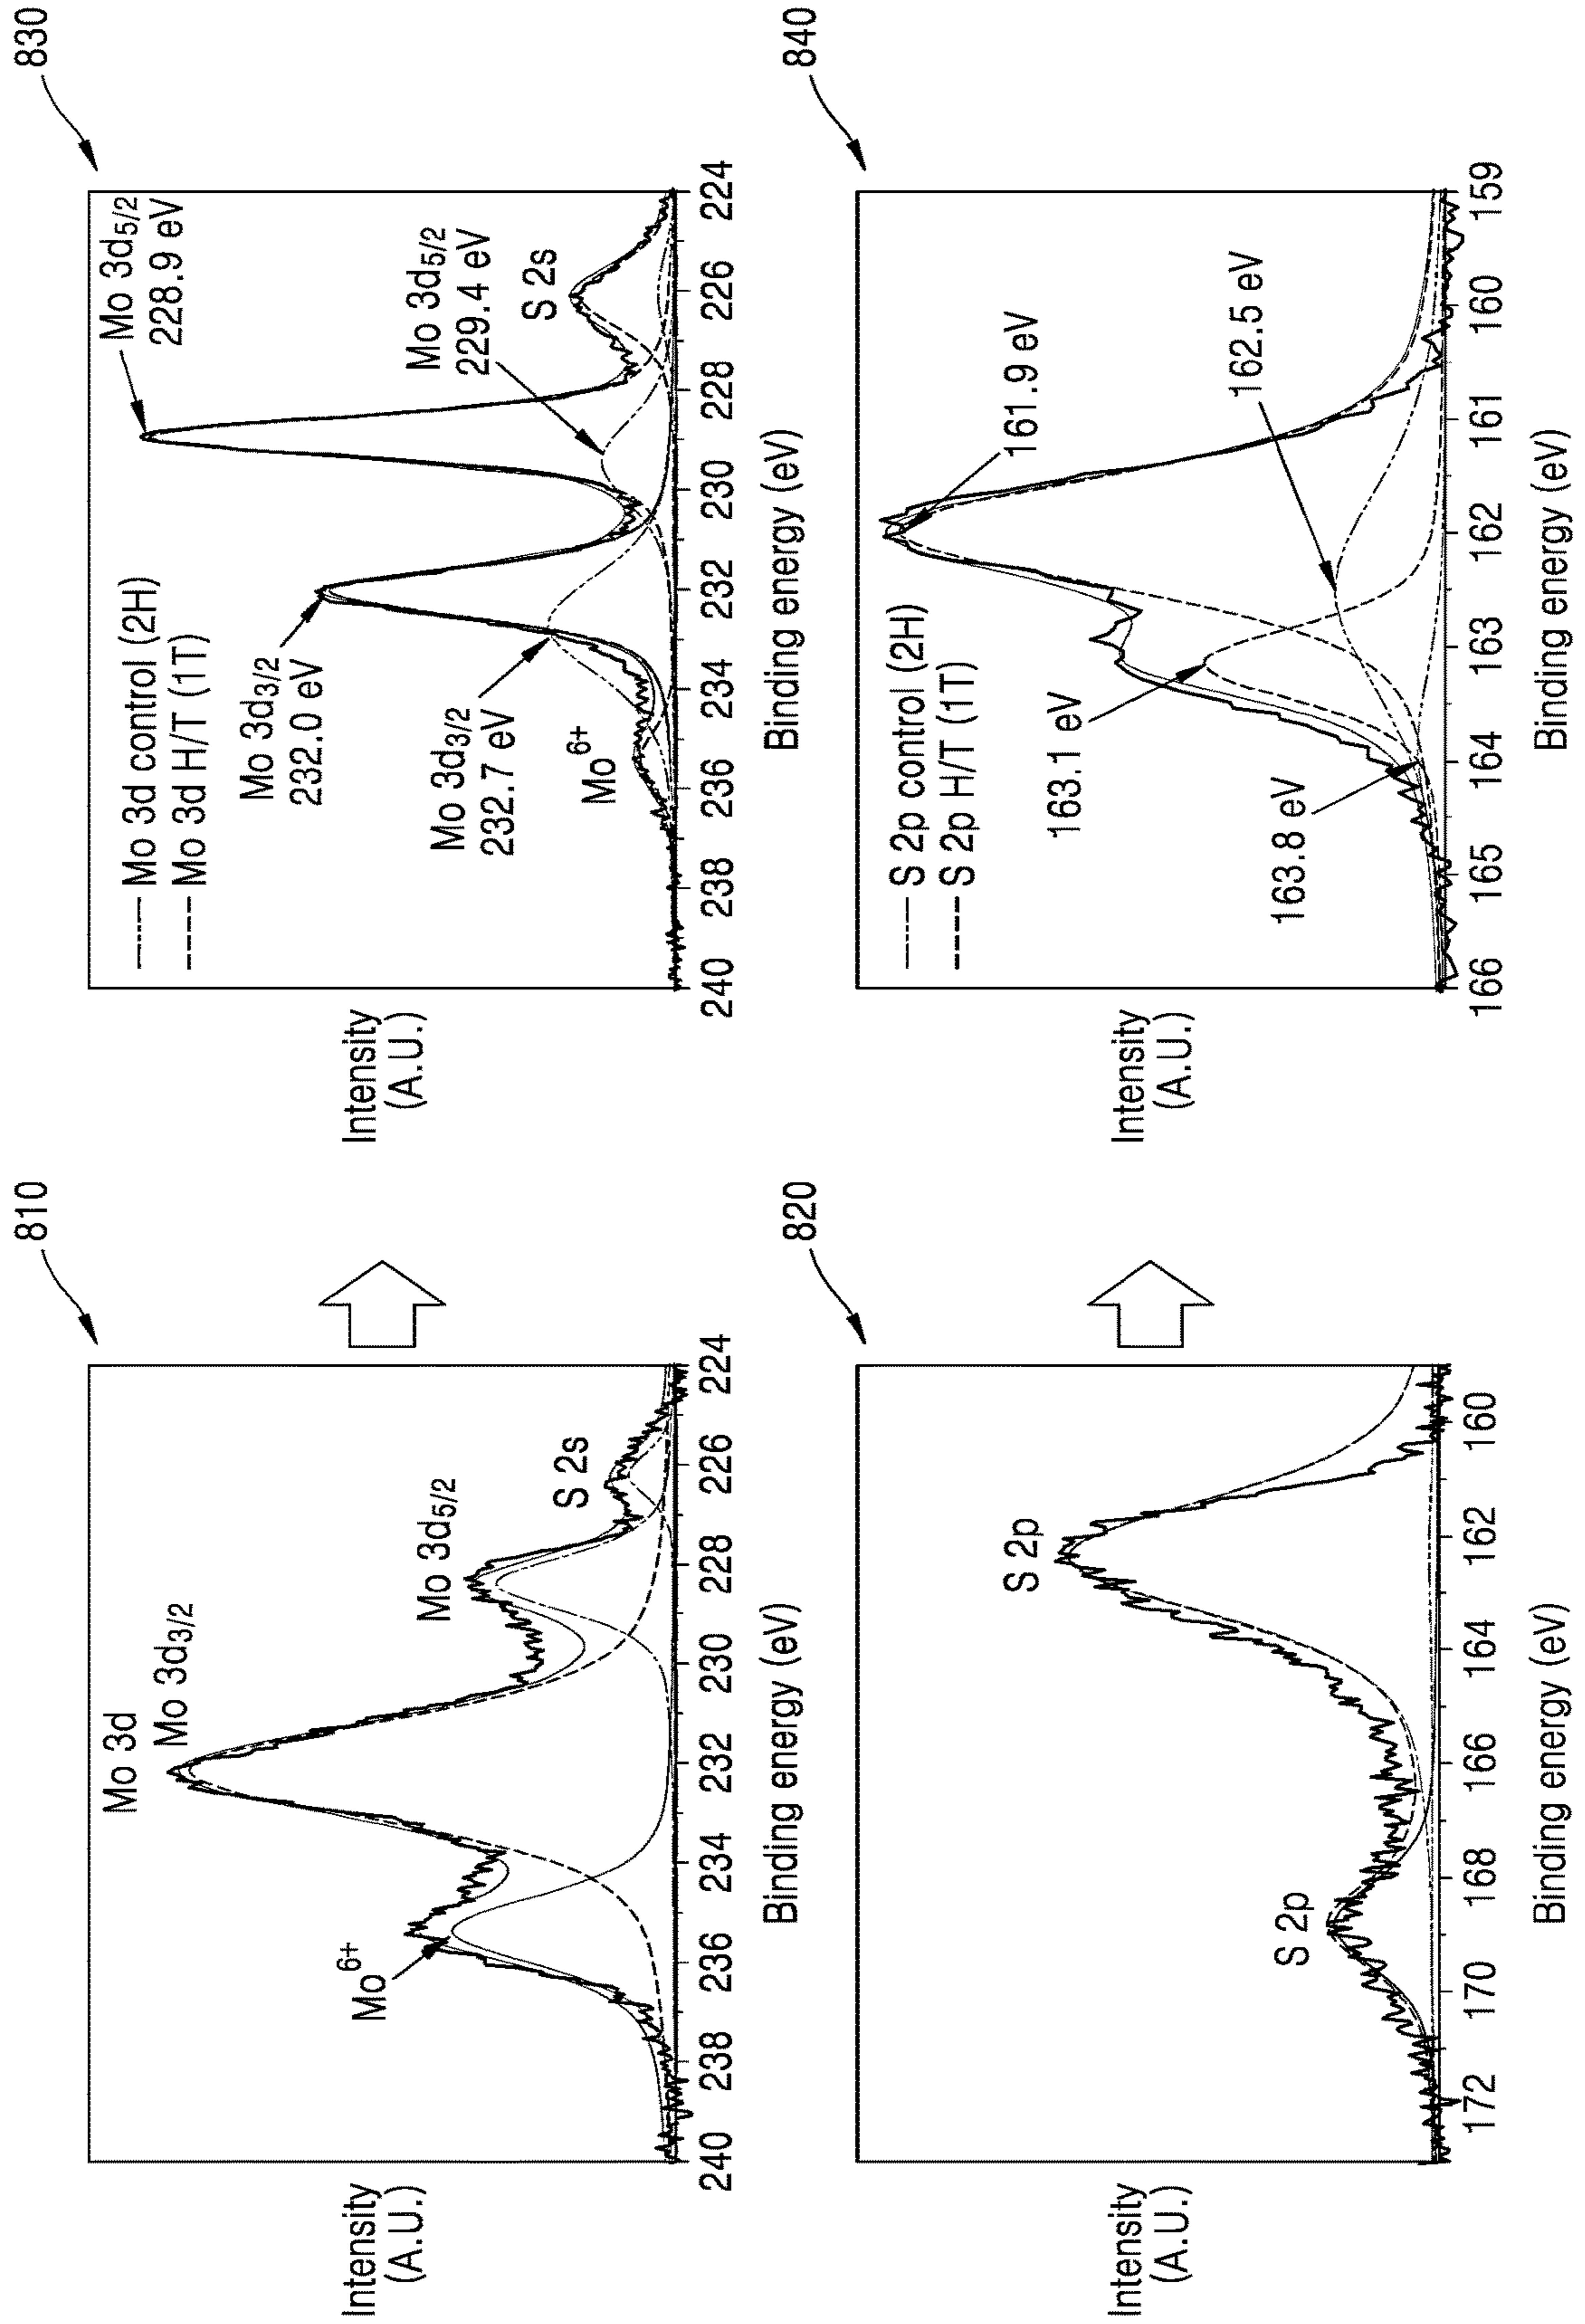 810
Mo 3d
Mo 3d3/2
Mo6+
Mo 3d5/2
S 2s
Intensity
(A.U.)
240 238 236 234 232 230 228 226 224
Binding energy (eV)
830
Mo 3d control (2H)
Mo 3d H/T (1T)
Mo 3d5/2
228.9 eV
Mo 3d3/2
232.0 eV
Mo 3d5/2
229.4 eV
Mo 3d3/2
232.7 eV
S 2s
Mo6+
Intensity
(A.U.)
240 238 236 234 232 230 228 226 224
Binding energy (eV)
820
S 2p
S 2p
Intensity
(A.U.)
172 170 168 166 164 162 160
Binding energy (eV)
840
S 2p control (2H)
S 2p H/T (1T)
161.9 eV
163.1 eV
162.5 eV
163.8 eV
Intensity
(A.U.)
166 165 164 163 162 161 160 159
Binding energy (eV)